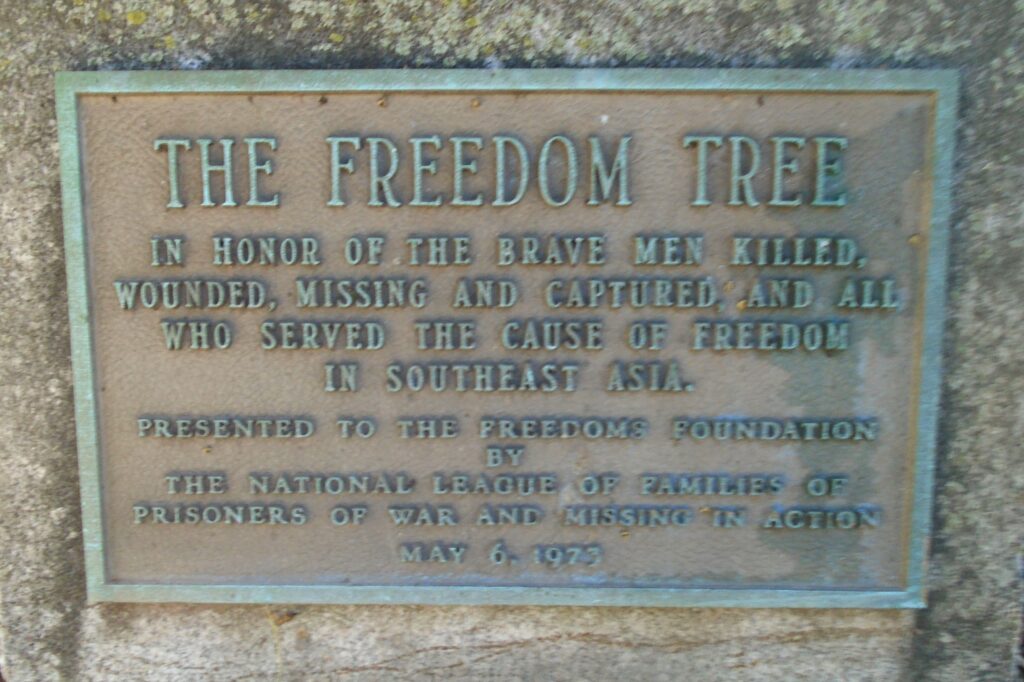 THE FREEDOM TREE
IN HONOR OF THE BRAVE MEN KILLED,
WOUNDED, MISSING AND CAPTURED, AND ALL
WHO SERVED THE CAUSE OF FREEDOM
IN SOUTHEAST ASIA.
PRESENTED TO THE FREEDOMS FOUNDATION
BY
THE NATIONAL LEAGUE OF FAMILIES OF
PRISONERS OF WAR AND MISSING IN ACTION
MAY 6, 1973